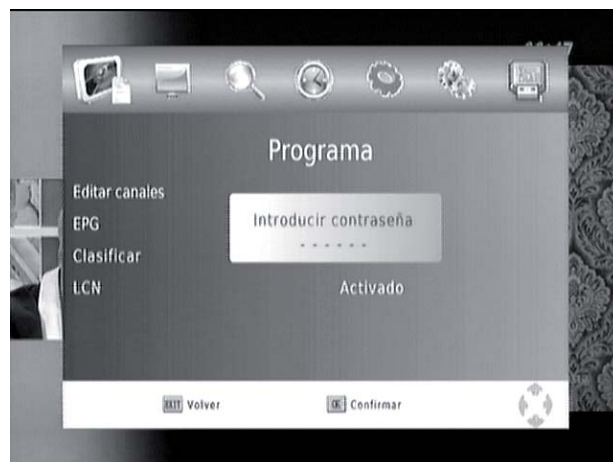 Programa
Editar canales
EPG
Introducir contraseña
- - - - - -
Clasificar
LCN Activado
EXIT Volver OK Confirmar